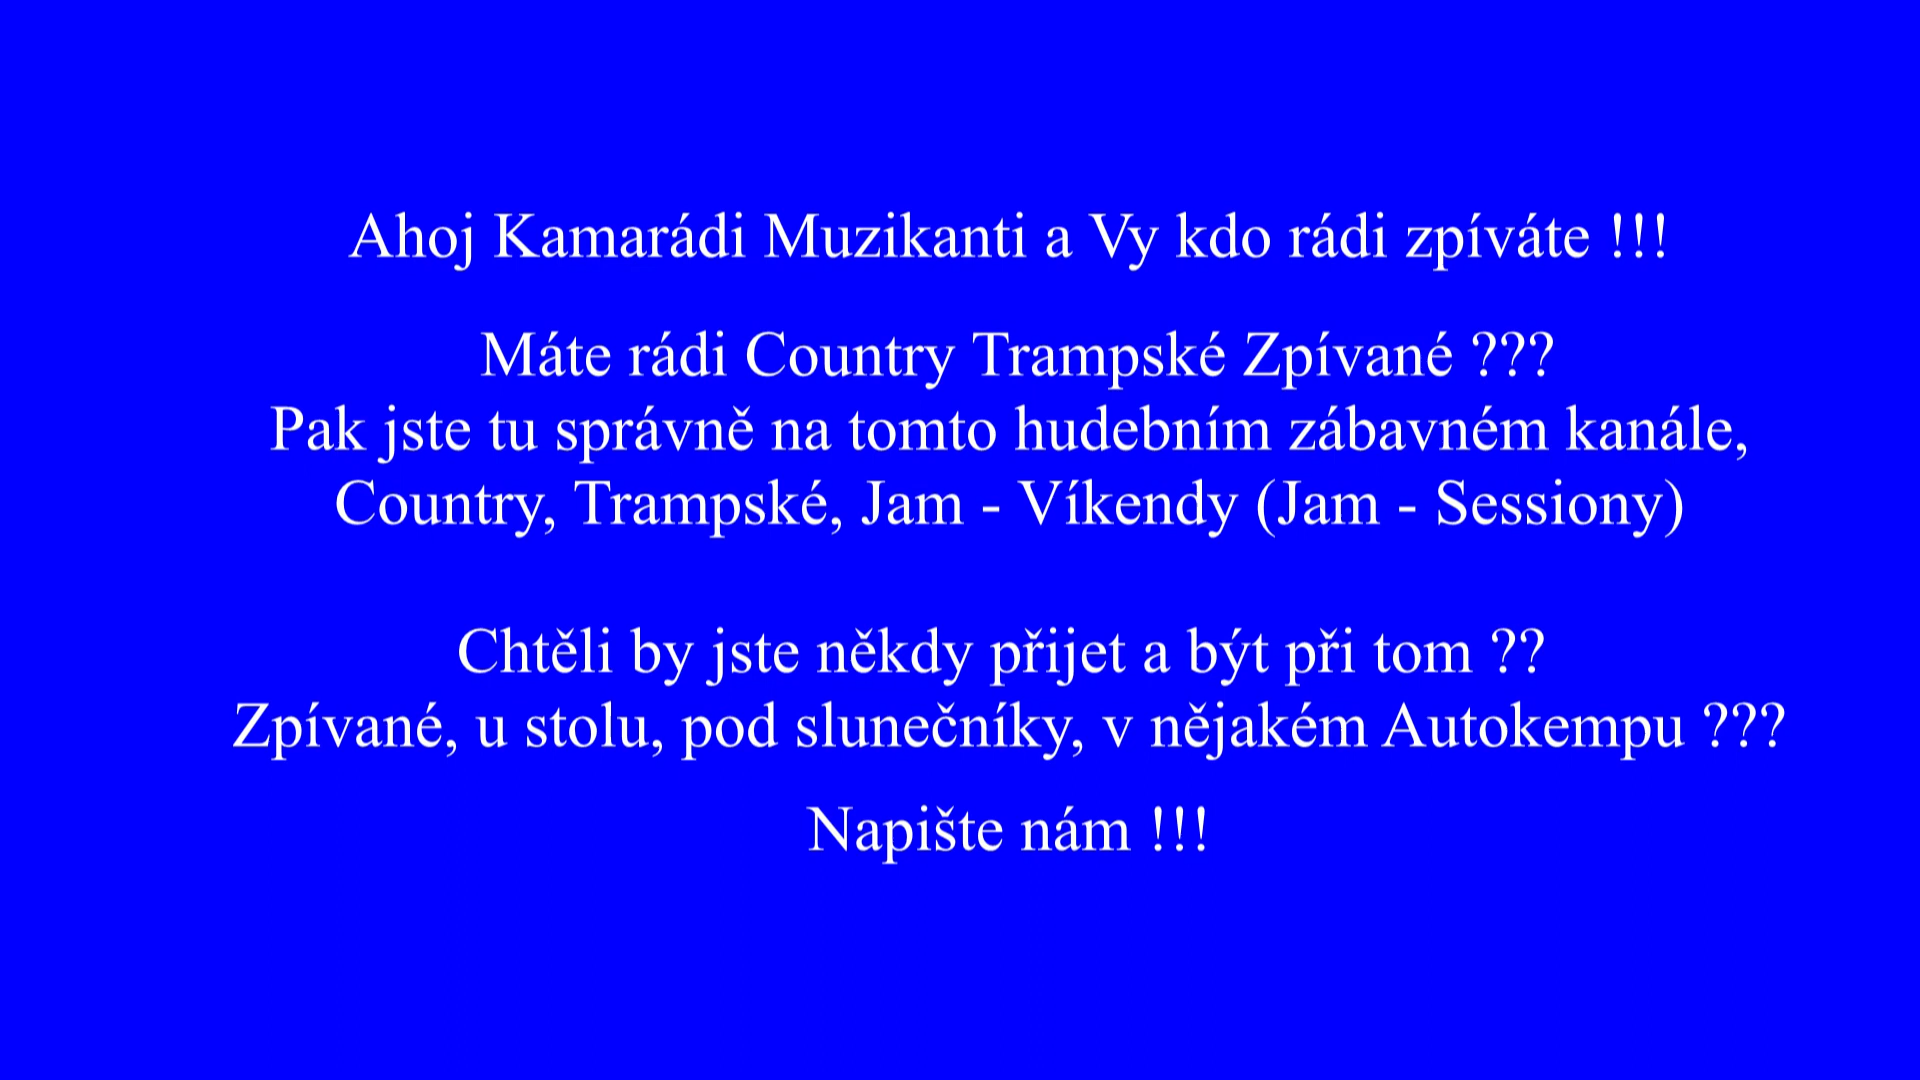 Ahoj Kamarádi Muzikanti a Vy kdo rádi zpíváte !!!
Máte rádi Country Trampské Zpívané ???
Pak jste tu správně na tomto hudebním zábavném kanále,
Country, Trampské, Jam - Víkendy (Jam - Sessiony)
Chtěli by jste někdy přijet a být při tom ??
Zpívané, u stolu, pod slunečníky, v nějakém Autokempu ???
Napište nám !!!